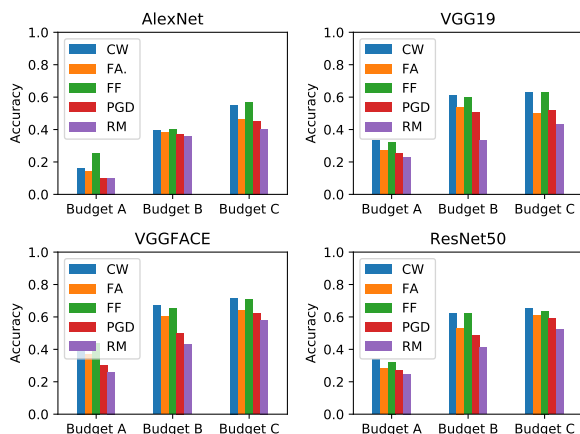 AlexNet
1.0
0.8
0.6
0.4
0.2
0.0
Accuracy
CW
FA.
FF
PGD
RM
Budget A Budget B Budget C
VGG19
1.0
0.8
0.6
0.4
0.2
0.0
Accuracy
CW
FA
FF
PGD
RM
Budget A Budget B Budget C
VGGFACE
1.0
0.8
0.6
0.4
0.2
0.0
Accuracy
CW
FA
FF
PGD
RM
Budget A Budget B Budget C
ResNet50
1.0
0.8
0.6
0.4
0.2
0.0
Accuracy
CW
FA
FF
PGD
RM
Budget A Budget B Budget C